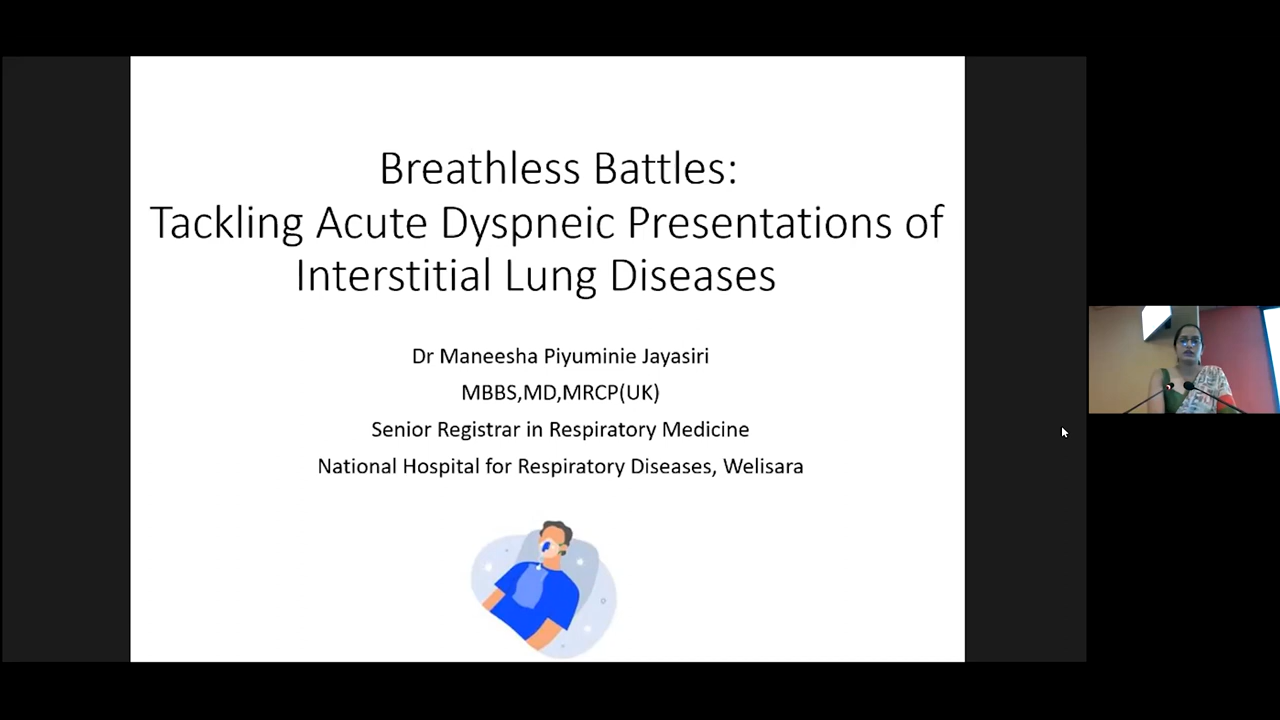 Breathless Battles:
Tackling Acute Dyspneic Presentations of
Interstitial Lung Diseases
Dr Maneesha Piyuminie Jayasiri
MBBS,MD,MRCP(UK)
Senior Registrar in Respiratory Medicine
National Hospital for Respiratory Diseases, Welisara